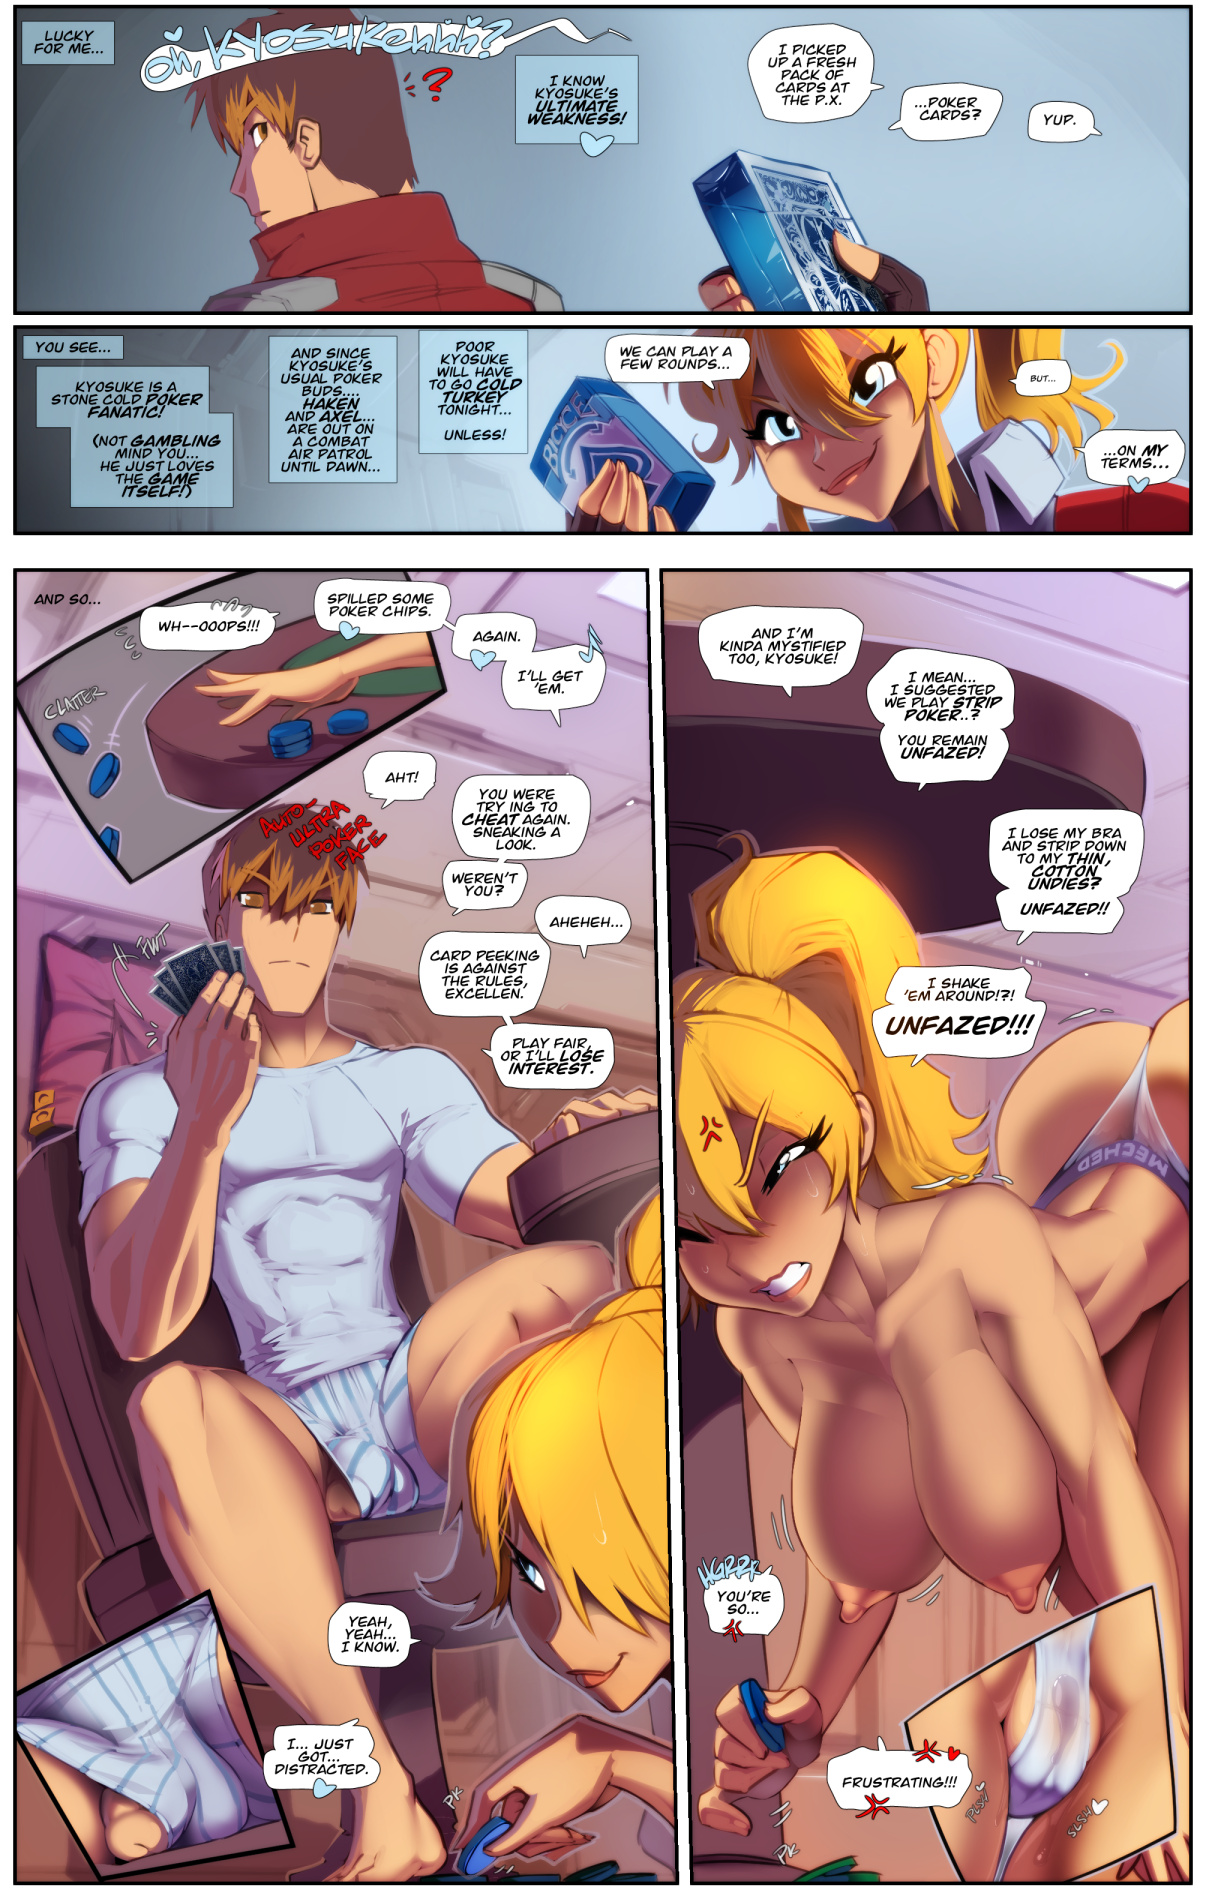 LUCKY
FOR ME...
Oh, Kyosukehhh?
?
I KNOW
KYOSUKE'S
ULTIMATE
WEAKNESS!
I PICKED
UP A FRESH
PACK OF
CARDS AT
THE P.X.
...POKER
CARDS?
YUP.
YOU SEE...
KYOSUKE IS A
STONE COLD POKER
FANATIC!
(NOT GAMBLING
MIND YOU...
HE JUST LOVES
THE GAME
ITSELF!)
AND SINCE
KYOSUKE'S
USUAL POKER
BUDS....
HAKEN
AND AXEL...
ARE OUT ON
A COMBAT
AIR PATROL
UNTIL DAWN...
POOR
KYOSUKE
WILL HAVE
TO GO COLD
TURKEY
TONIGHT...
UNLESS!
WE CAN PLAY A
FEW ROUNDS...
BICYCLE
BUT...
...ON MY
TERMS...
AND SO...
WH--OOOPS!!!
CLATTER
SPILLED SOME
POKER CHIPS.
AGAIN.
I'LL GET
'EM.
AHT!
AUTO-
ULTRA
POKER
FACE
YOU WERE
TRY ING TO
CHEAT AGAIN.
SNEAKING A
LOOK.
WEREN'T
YOU?
AHEHEH...
FWT
CARD PEEKING
IS AGAINST
THE RULES,
EXCELLEN.
PLAY FAIR,
OR I'LL LOSE
INTEREST.
YEAH,
YEAH...
I KNOW.
I... JUST
GOT...
DISTRACTED.
PK
AND I'M
KINDA MYSTIFIED
TOO, KYOSUKE!
I MEAN...
I SUGGESTED
WE PLAY STRIP
POKER..?
YOU REMAIN
UNFAZED!
I LOSE MY BRA
AND STRIP DOWN
TO MY THIN,
COTTON
UNDIES?
UNFAZED!!
I SHAKE
'EM AROUND!?!
UNFAZED!!!
MECHED
HGRRR
YOU'RE
SO...
FRUSTRATING!!!
PLSH
SLSH
PK